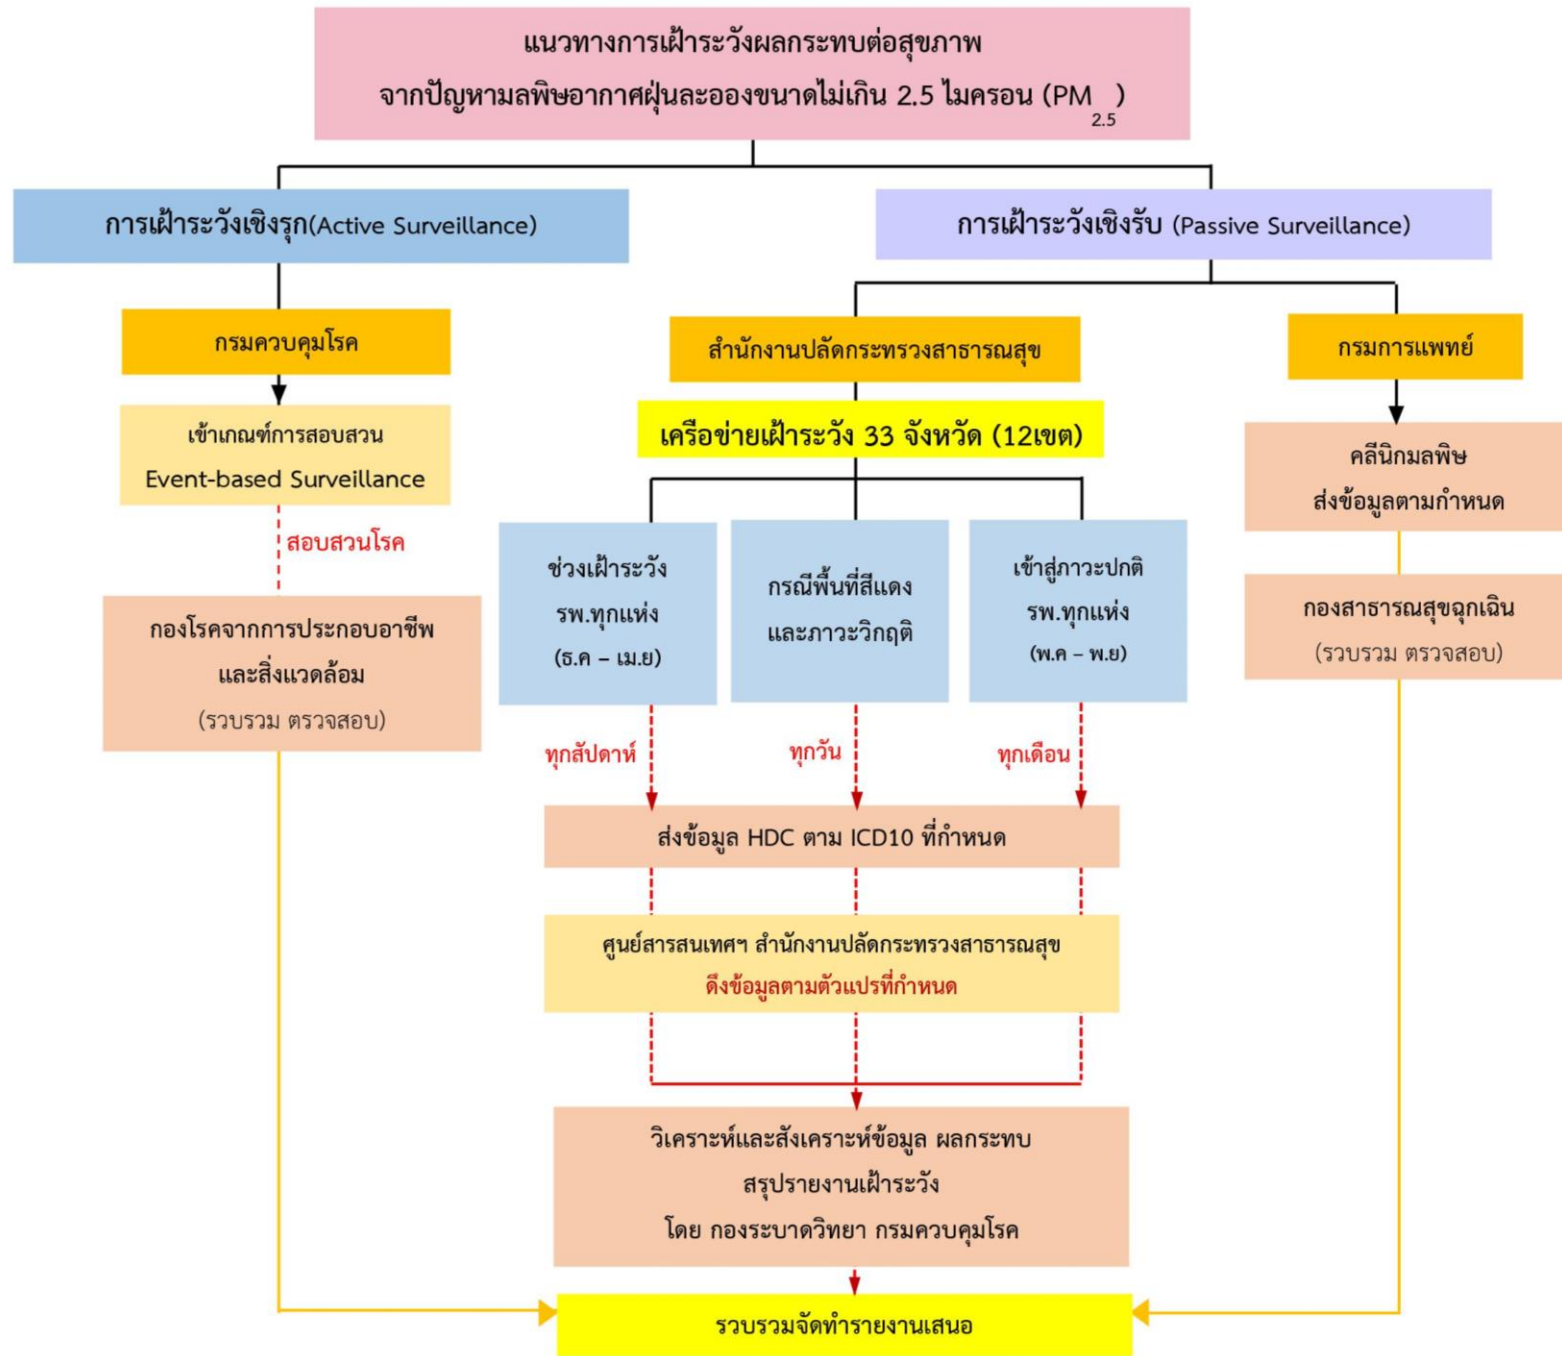 แนวทางการเฝ้าระวังผลกระทบต่อสุขภาพ
จากปัญหามลพิษอากาศฝุ่นละอองขนาดไม่เกิน 2.5 ไมครอน (PM2.5)
การเฝ้าระวังเชิงรุก(Active Surveillance)
การเฝ้าระวังเชิงรับ (Passive Surveillance)
กรมควบคุมโรค
สำนักงานปลัดกระทรวงสาธารณสุข
กรมการแพทย์
เข้าเกณฑ์การสอบสวน
Event-based Surveillance
เครือข่ายเฝ้าระวัง 33 จังหวัด (12เขต)
คลีนิกมลพิษ
ส่งข้อมูลตามกำหนด
สอบสวนโรค
ช่วงเฝ้าระวัง
รพ.ทุกแห่ง
(ธ.ค – เม.ย)
กรณีพื้นที่สีแดง
และภาวะวิกฤติ
เข้าสู่ภาวะปกติ
รพ.ทุกแห่ง
(พ.ค – พ.ย)
กองโรคจากการประกอบอาชีพ
และสิ่งแวดล้อม
(รวบรวม ตรวจสอบ)
กองสาธารณสุขฉุกเฉิน
(รวบรวม ตรวจสอบ)
ทุกสัปดาห์
ทุกวัน
ทุกเดือน
ส่งข้อมูล HDC ตาม ICD10 ที่กำหนด
ศูนย์สารสนเทศฯ สำนักงานปลัดกระทรวงสาธารณสุข
ดึงข้อมูลตามตัวแปรที่กำหนด
วิเคราะห์และสังเคราะห์ข้อมูล ผลกระทบ
สรุปรายงานเฝ้าระวัง
โดย กองระบาดวิทยา กรมควบคุมโรค
รวบรวมจัดทำรายงานเสนอ